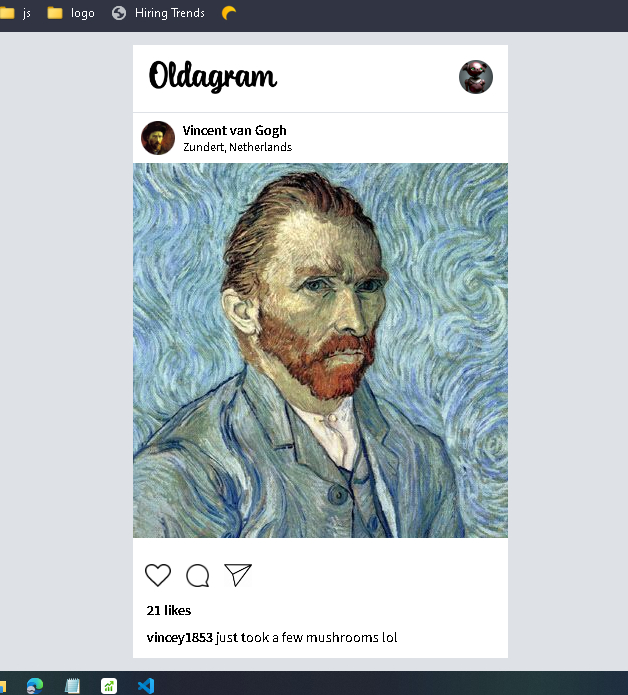 js logo Hiring Trends
Oldagram
Vincent van Gogh
Zundert, Netherlands
21 likes
vincey1853 just took a few mushrooms lol